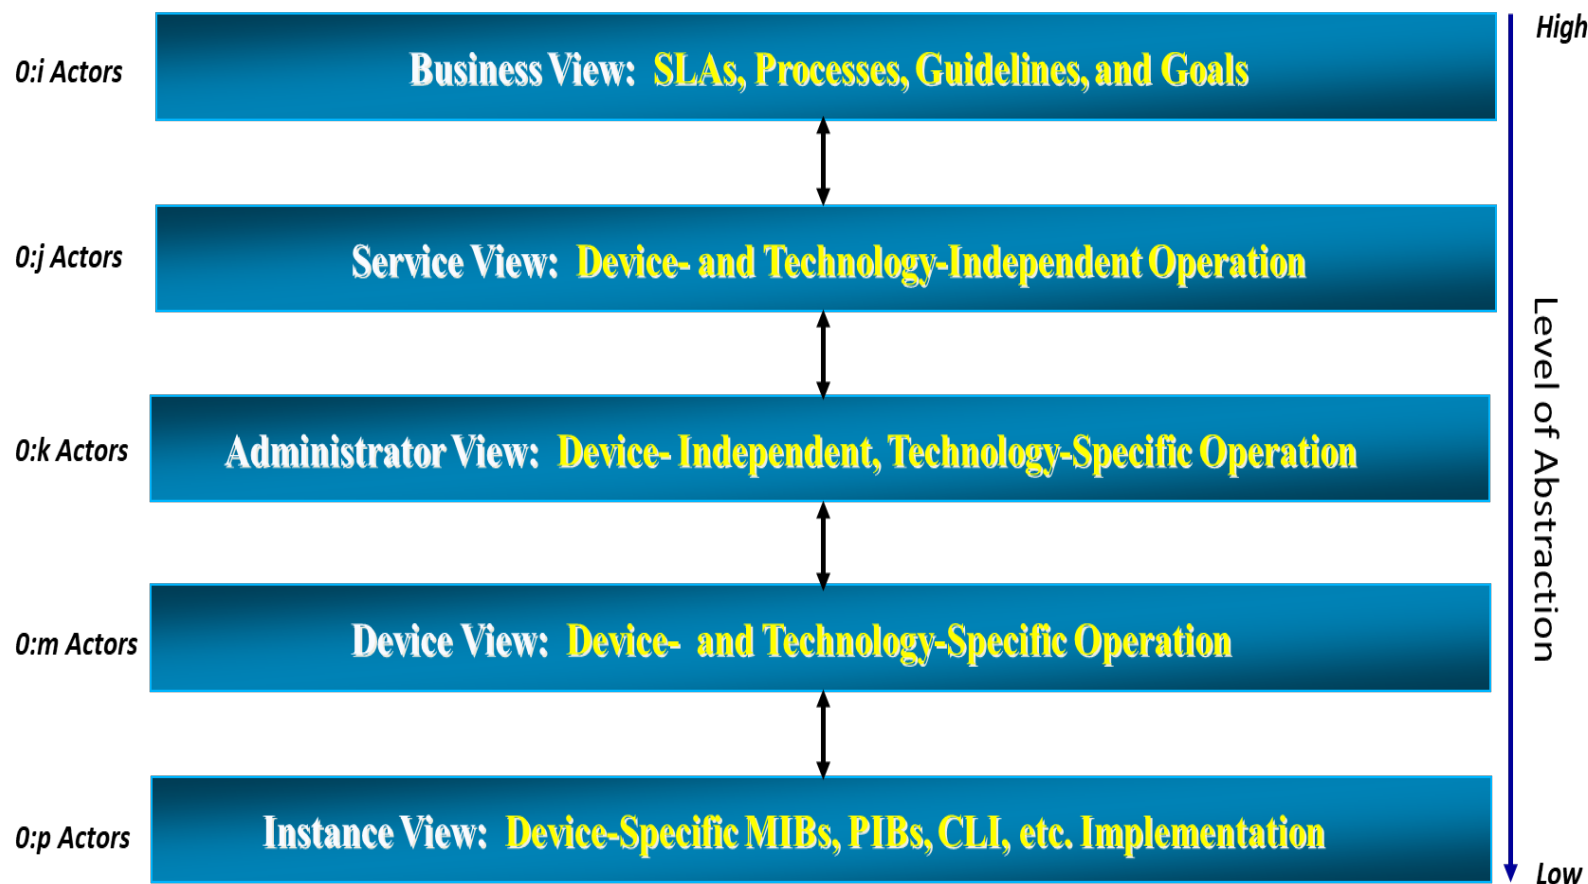 High
0:i Actors
Business View: SLAs, Processes, Guidelines, and Goals
0:j Actors
Service View: Device- and Technology-Independent Operation
Level of Abstraction
0:k Actors
Administrator View: Device- Independent, Technology-Specific Operation
0:m Actors
Device View: Device- and Technology-Specific Operation
0:p Actors
Instance View: Device-Specific MIBs, PIBs, CLI, etc. Implementation
Low